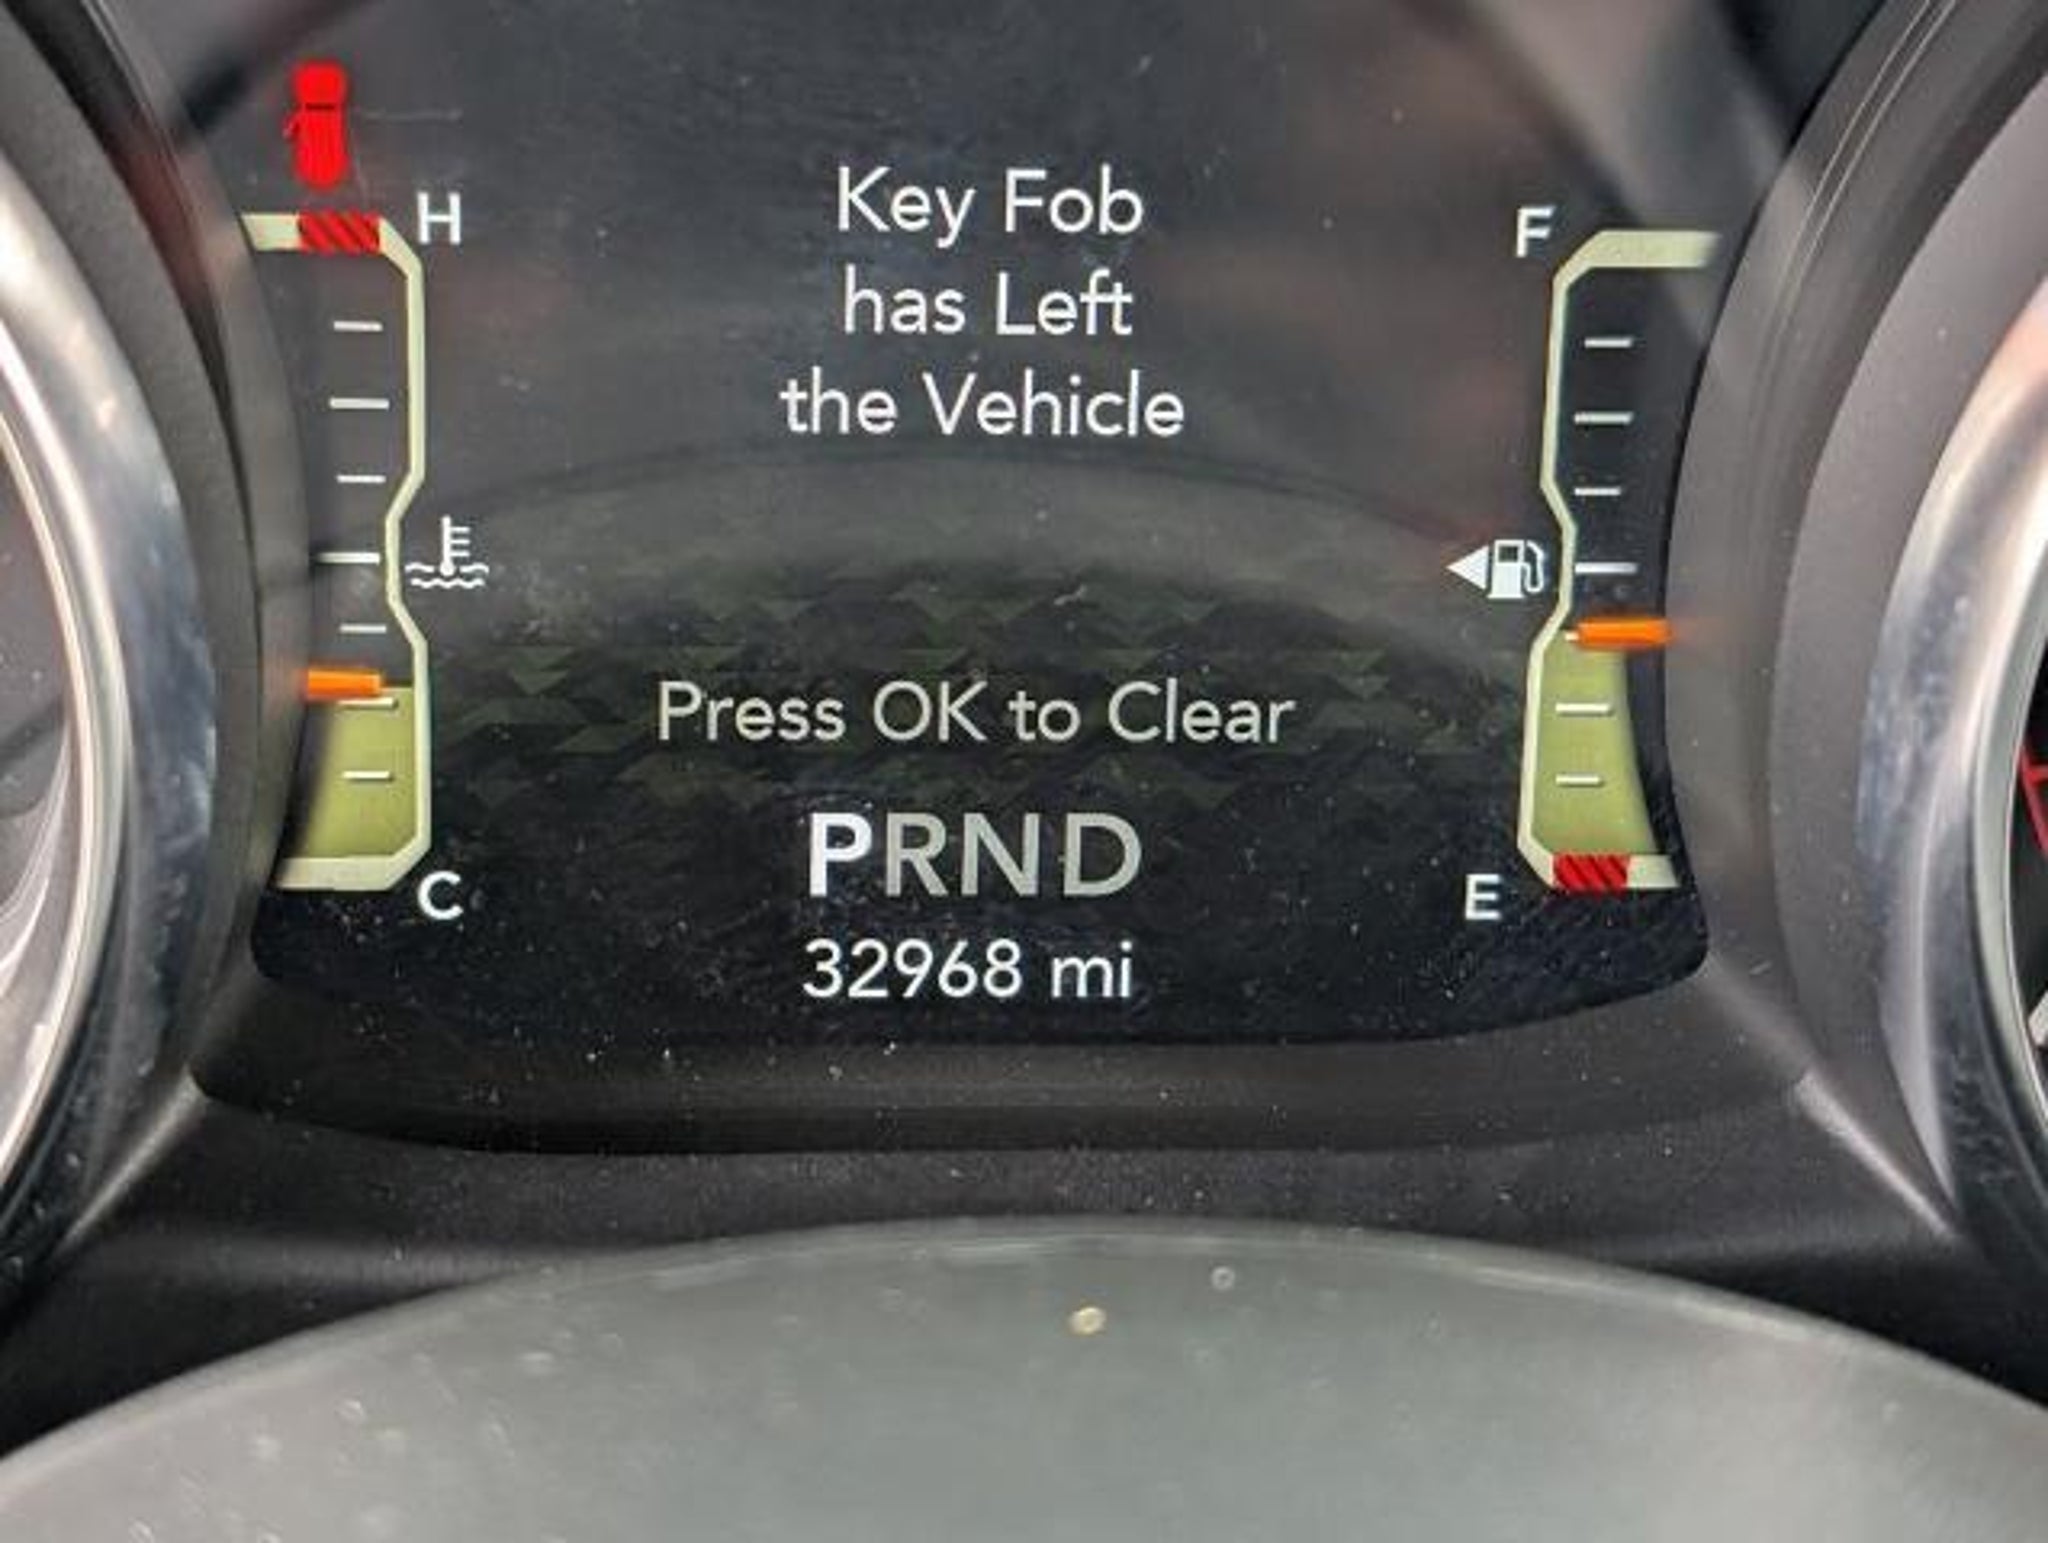 H
Key Fob
has Left
the Vehicle
F
Press OK to Clear
PRND
C
E
32968 mi